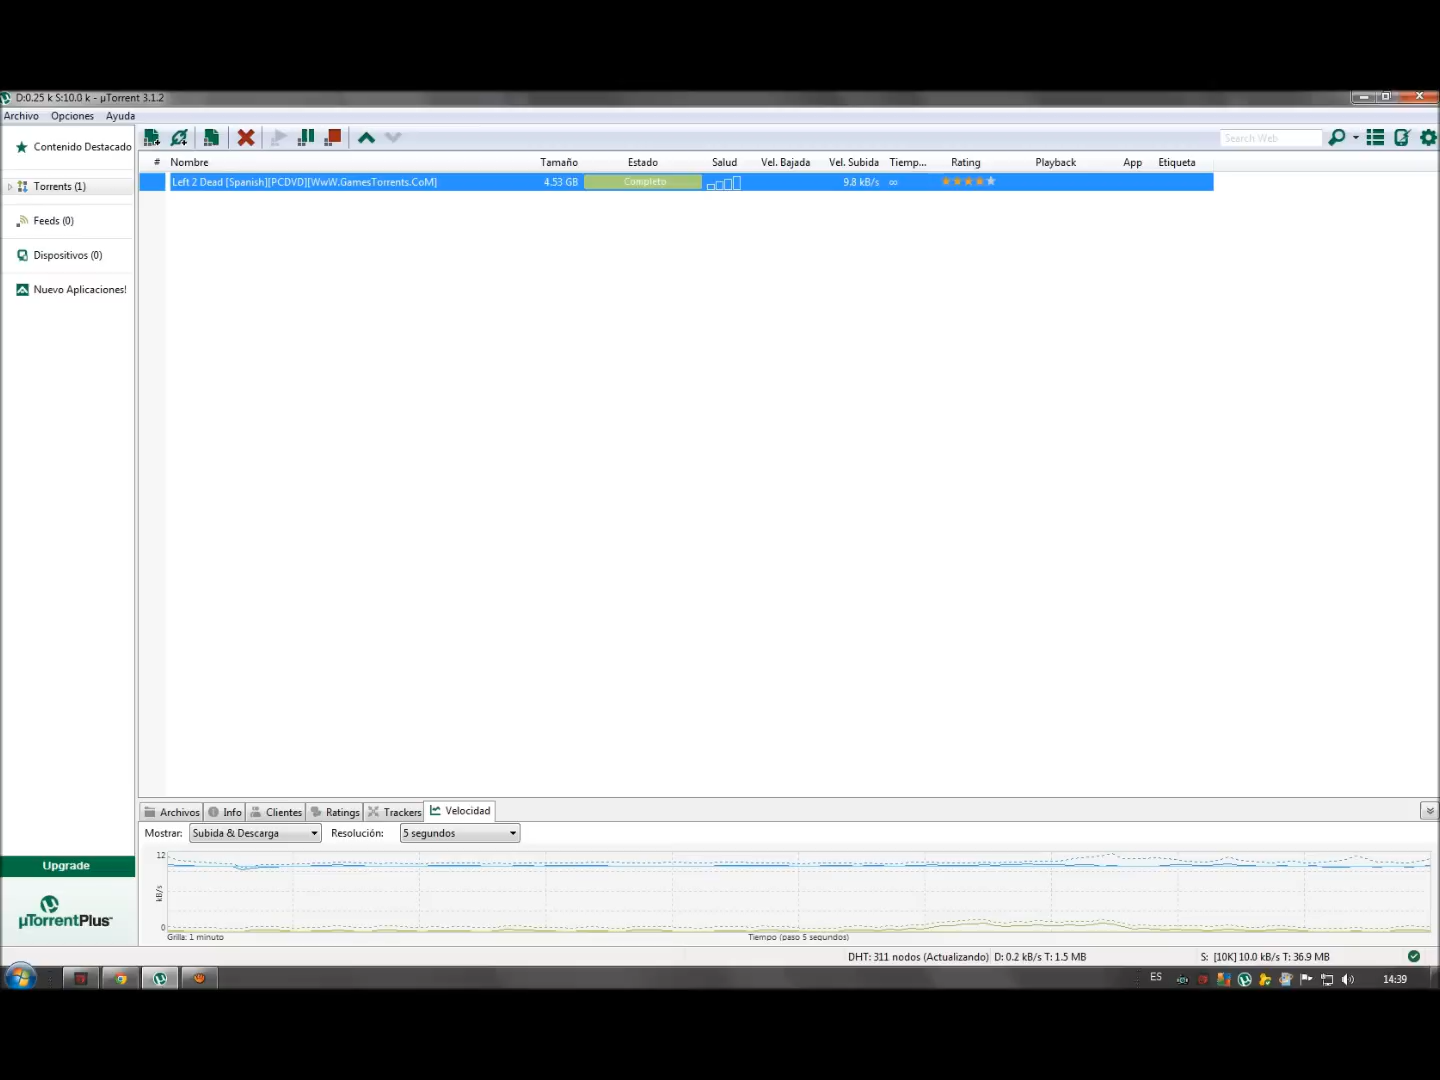 D:0.25 k S:10.0 k - µTorrent 3.1.2
Archivo Opciones Ayuda
Contenido Destacado
Search Web
# Nombre Tamaño Estado Salud Vel. Bajada Vel. Subida Tiemp... Rating Playback App Etiqueta
Torrents (1)
Left 2 Dead [Spanish][PCDVD][WwW.GamesTorrents.CoM] 4.53 GB Completo 9.8 kB/s ∞
Feeds (0)
Dispositivos (0)
Nuevo Aplicaciones!
Archivos Info Clientes Ratings Trackers Velocidad
Mostrar: Subida & Descarga Resolución: 5 segundos
12
kB/s
0
Grilla: 1 minuto Tiempo (paso 5 segundos)
Upgrade
µTorrentPlus
DHT: 311 nodos (Actualizando) D: 0.2 kB/s T: 1.5 MB S: [10K] 10.0 kB/s T: 36.9 MB
ES 14:39